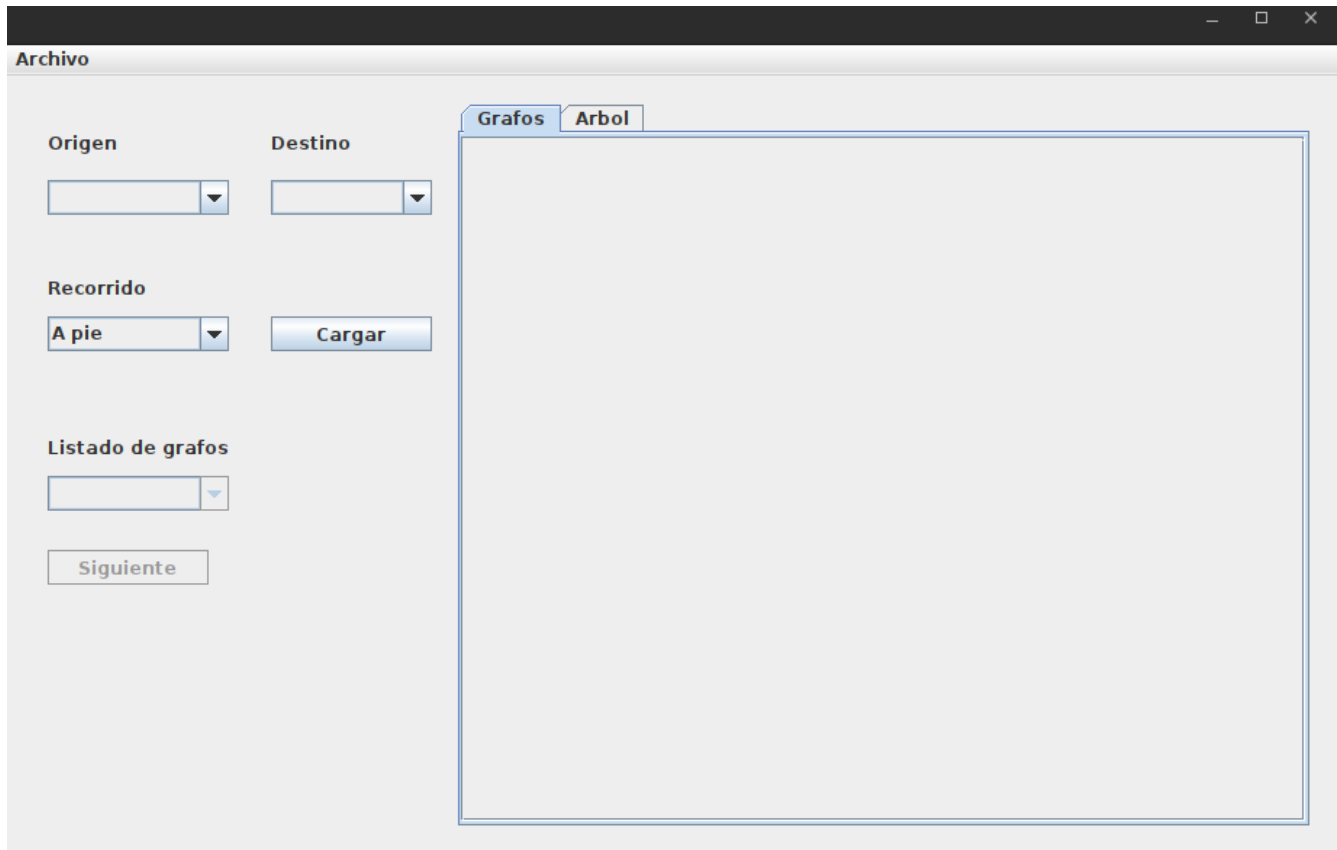 Archivo
Origen
Destino
Recorrido
A pie
Cargar
Listado de grafos
Siguiente
Grafos
Arbol